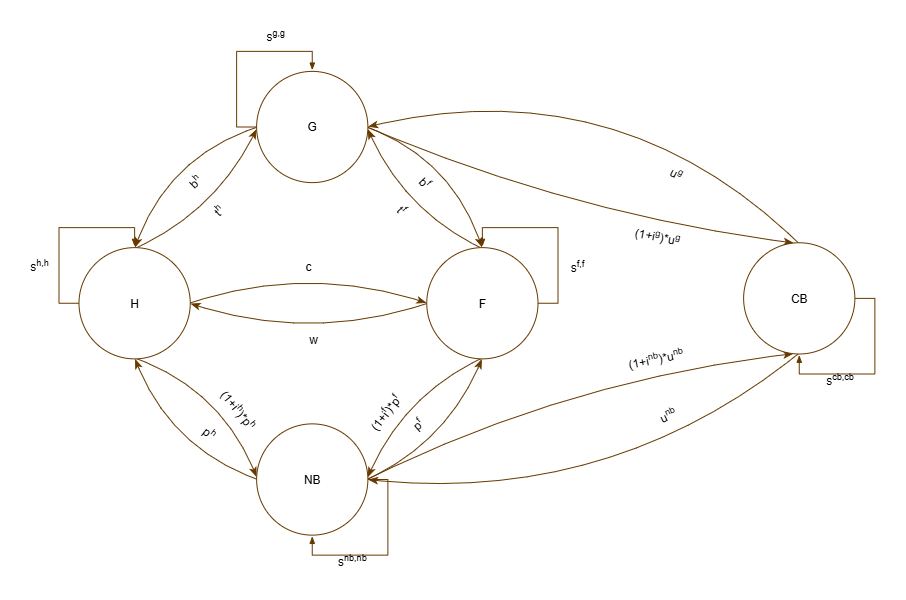 s^g,g
G
u^g
b^h
b^f
t^h
t^f
(1+i^g)*u^g
s^h,h
c
s^f,f
H
F
CB
w
(1+i^nb)*u^nb
s^cb,cb
(1+i^h)*p^h
(1+i^f)*p^f
u^nb
p^h
p^f
NB
s^nb,nb